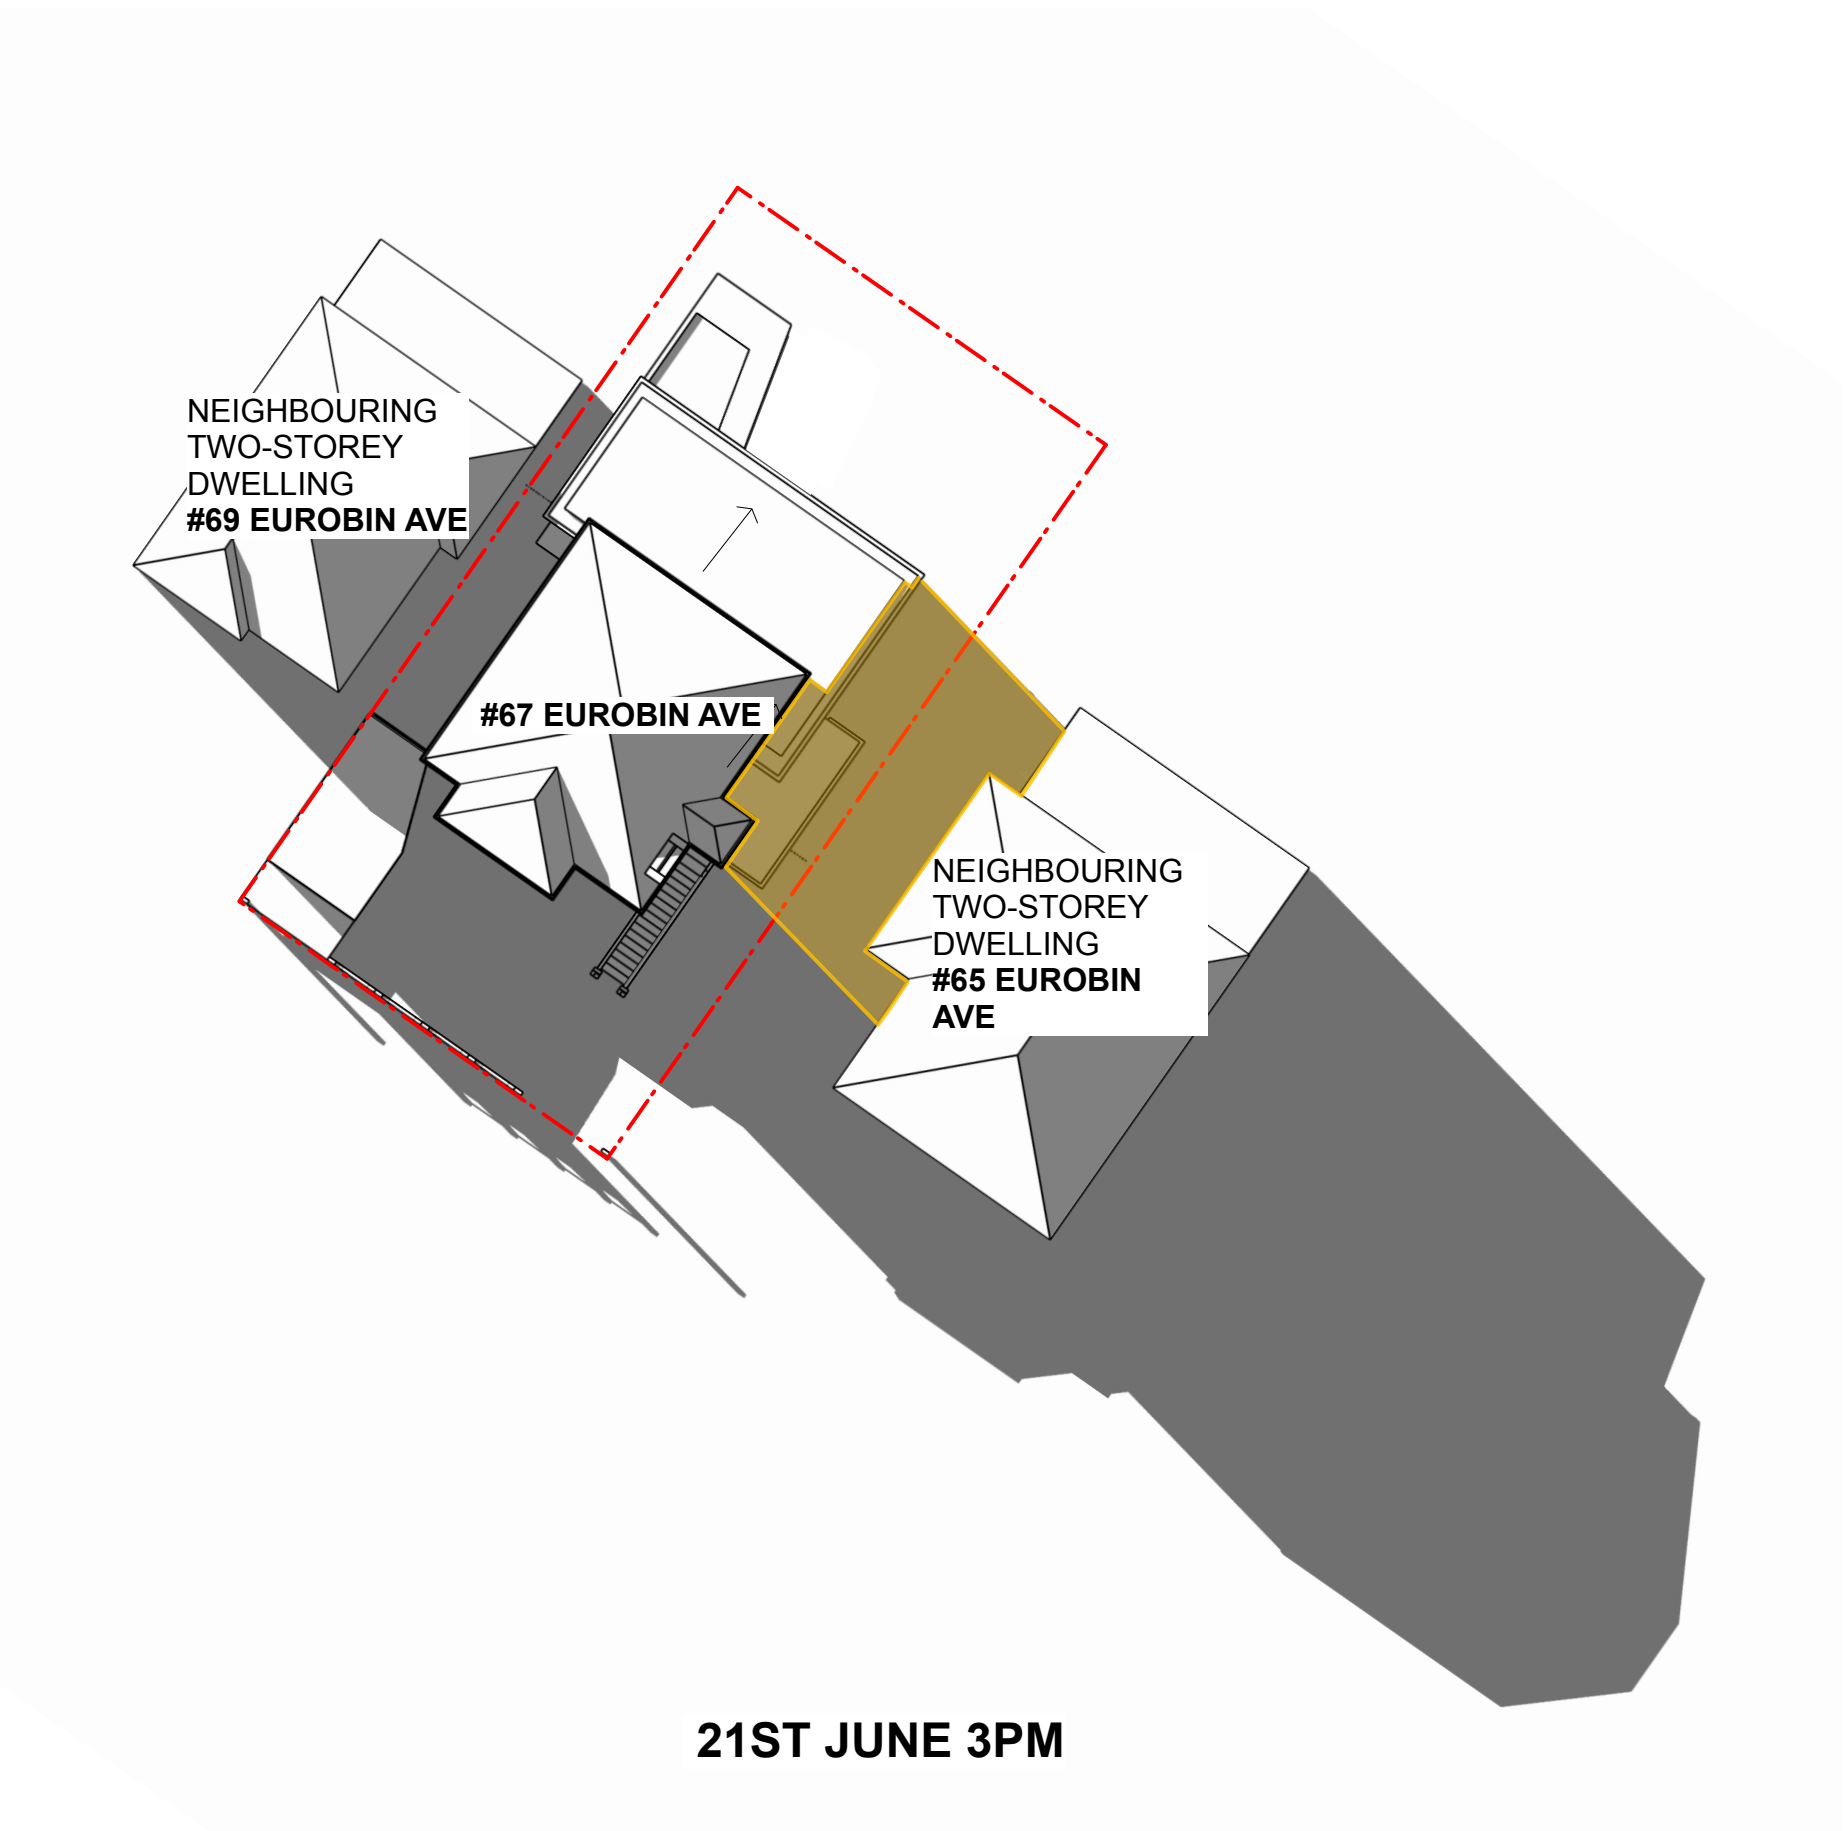 NEIGHBOURING
TWO-STOREY
DWELLING
#69 EUROBIN AVE
#67 EUROBIN AVE
NEIGHBOURING
TWO-STOREY
DWELLING
#65 EUROBIN
AVE
21ST JUNE 3PM